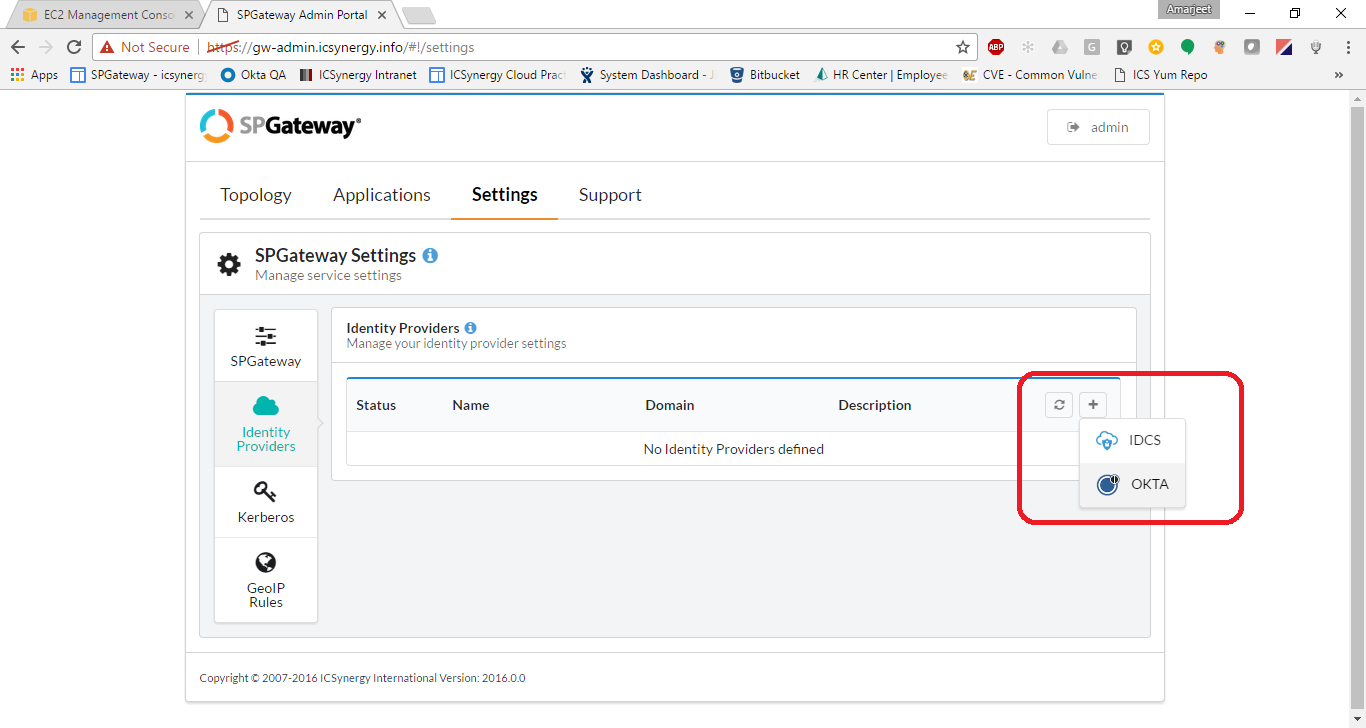 Amarjeet
EC2 Management Conso
SPGateway Admin Portal
Not Secure
https://gw-admin.icsynergy.info/#!/settings
ABP
G
Apps
SPGateway - icsynerg
Okta QA
ICSynergy Intranet
ICSynergy Cloud Prac
System Dashboard - J
Bitbucket
HR Center | Employee
CVE - Common Vulne
ICS Yum Repo
»
SPGateway®
admin
Topology
Applications
Settings
Support
SPGateway Settings
Manage service settings
SPGateway
Identity
Providers
Kerberos
GeoIP
Rules
Identity Providers
Manage your identity provider settings
Status
Name
Domain
Description
No Identity Providers defined
IDCS
OKTA
Copyright © 2007-2016 ICSynergy International Version: 2016.0.0